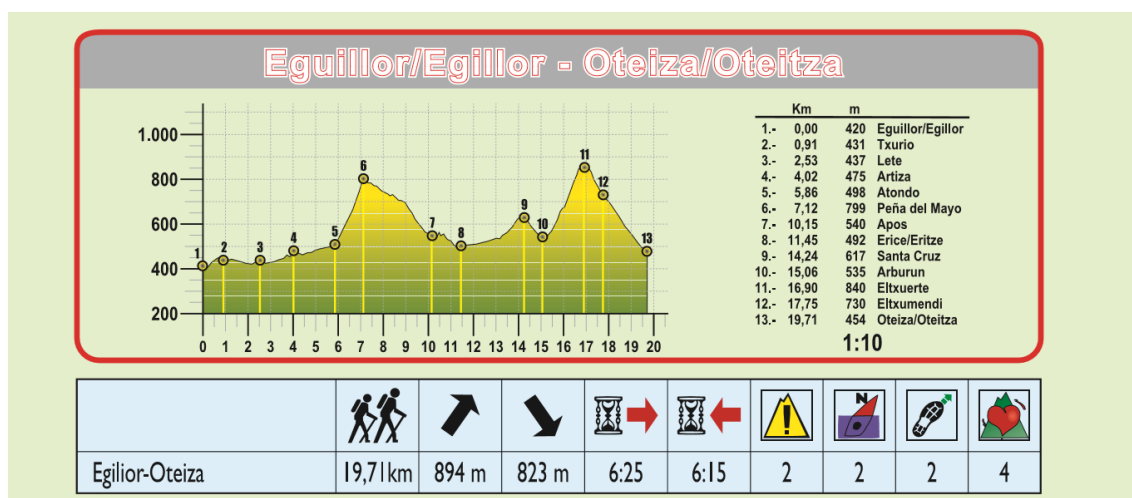 Eguillor/Egillor - Oteiza/Oteitza
1.000
800
600
400
200
1 2 3 4 5 6 7 8 9 10 11 12 13
0 1 2 3 4 5 6 7 8 9 10 11 12 13 14 15 16 17 18 19 20
Km m
1.- 0,00 420 Eguillor/Egillor
2.- 0,91 431 Txurio
3.- 2,53 437 Lete
4.- 4,02 475 Artiza
5.- 5,86 498 Atondo
6.- 7,12 799 Peña del Mayo
7.- 10,15 540 Apos
8.- 11,45 492 Erice/Eritze
9.- 14,24 617 Santa Cruz
10.- 15,06 535 Arburun
11.- 16,90 840 Eltxuerte
12.- 17,75 730 Eltxumendi
13.- 19,71 454 Oteiza/Oteitza
1:10
! N
Egilior-Oteiza 19,71km 894 m 823 m 6:25 6:15 2 2 2 4